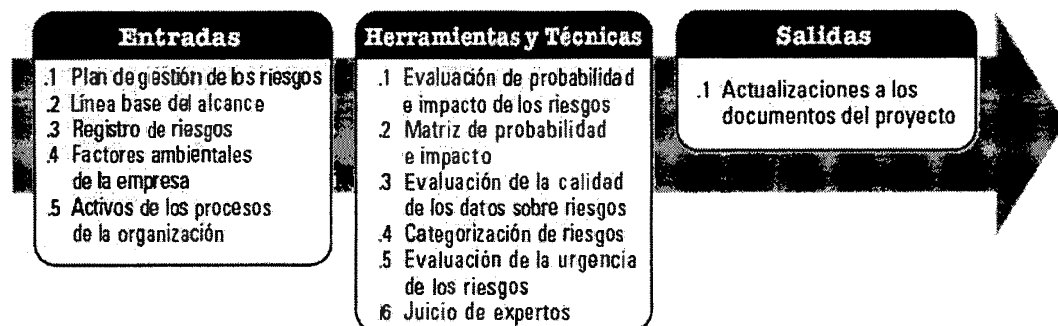 Entradas
.1 Plan de gestión de los riesgos
.2 Línea base del alcance
.3 Registro de riesgos
.4 Factores ambientales
de la empresa
.5 Activos de los procesos
de la organización
Herramientas y Técnicas
.1 Evaluación de probabilidad
e impacto de los riesgos
.2 Matriz de probabilidad
e impacto
.3 Evaluación de la calidad
de los datos sobre riesgos
.4 Categorización de riesgos
.5 Evaluación de la urgencia
de los riesgos
.6 Juicio de expertos
Salidas
.1 Actualizaciones a los
documentos del proyecto